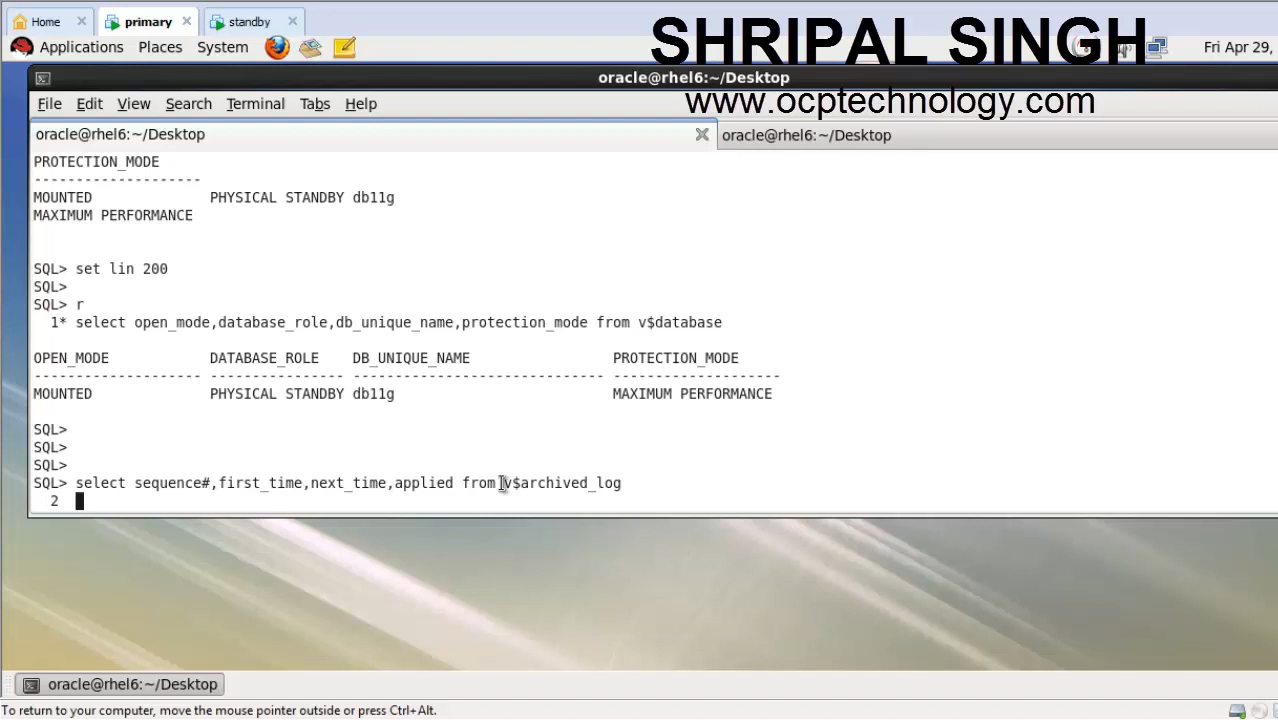 Home
primary
standby
SHRIPAL SINGH
Applications Places System
Fri Apr 29,
oracle@rhel6:~/Desktop
www.ocptechnology.com
File Edit View Search Terminal Tabs Help
oracle@rhel6:~/Desktop
oracle@rhel6:~/Desktop
PROTECTION_MODE
--------------------
MOUNTED              PHYSICAL STANDBY db11g
MAXIMUM PERFORMANCE
SQL> set lin 200
SQL>
SQL> r
  1* select open_mode,database_role,db_unique_name,protection_mode from v$database
OPEN_MODE            DATABASE_ROLE    DB_UNIQUE_NAME                 PROTECTION_MODE
-------------------- ---------------- ------------------------------ --------------------
MOUNTED              PHYSICAL STANDBY db11g                          MAXIMUM PERFORMANCE
SQL>
SQL>
SQL>
SQL> select sequence#,first_time,next_time,applied from v$archived_log
  2
oracle@rhel6:~/Desktop
To return to your computer, move the mouse pointer outside or press Ctrl+Alt.